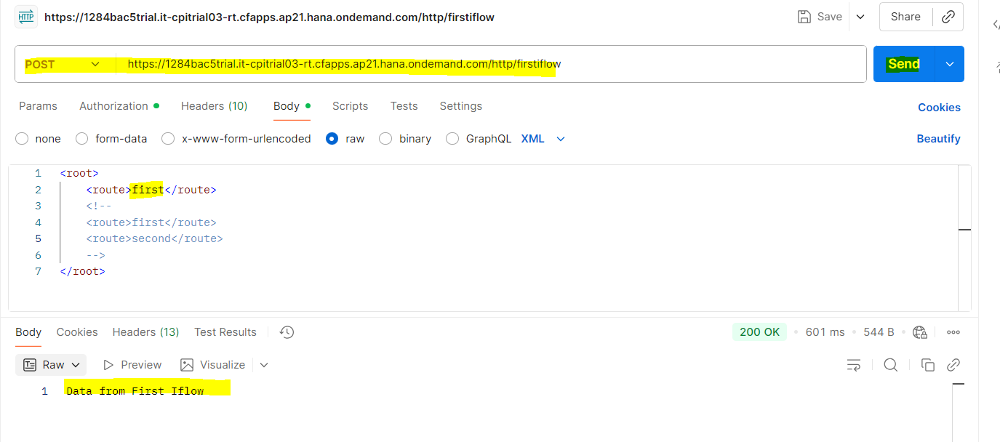 HTTP https://1284bac5trial.it-cpitrial03-rt.cfapps.ap21.hana.ondemand.com/http/firstiflow Save Share
POST https://1284bac5trial.it-cpitrial03-rt.cfapps.ap21.hana.ondemand.com/http/firstiflow Send
Params Authorization Headers (10) Body Scripts Tests Settings Cookies
none form-data x-www-form-urlencoded raw binary GraphQL XML Beautify
1 <root>
2 <route>first</route>
3 <!--
4 <route>first</route>
5 <route>second</route>
6 -->
7 </root>
Body Cookies Headers (13) Test Results 200 OK 601 ms 544 B
Raw Preview Visualize
1 Data from First Iflow